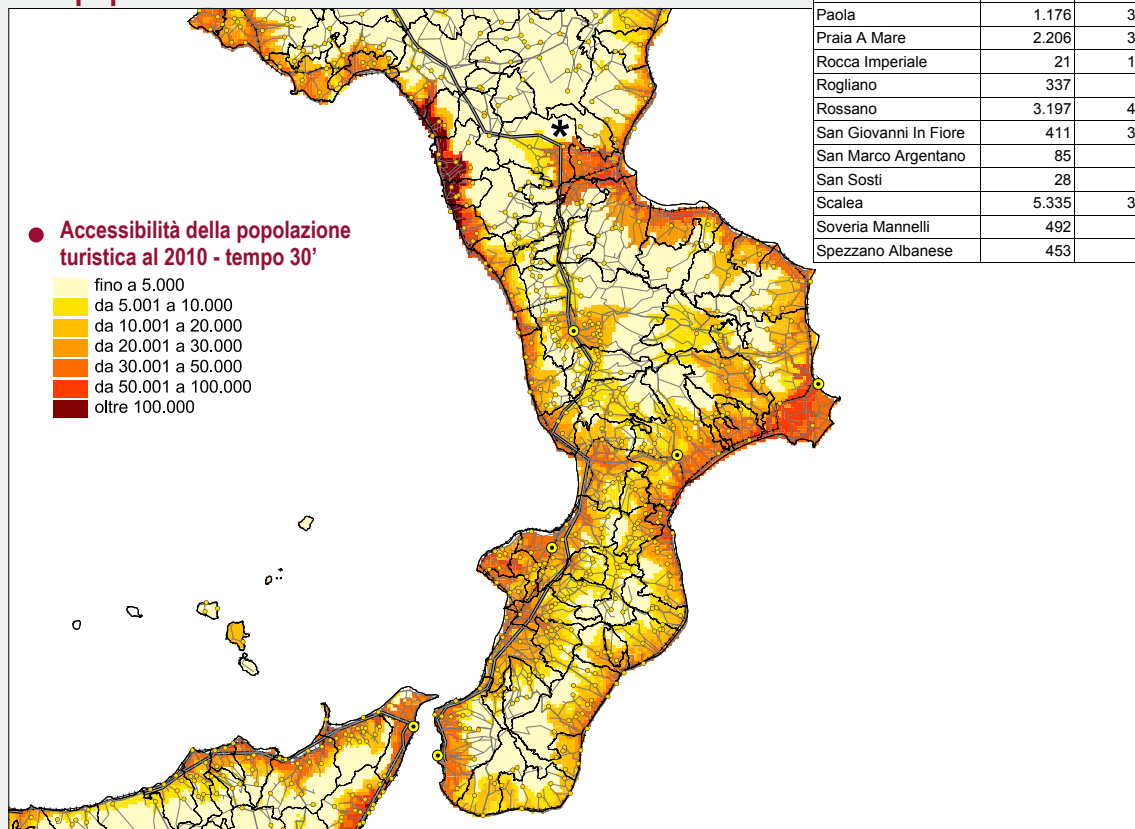 Paola 1.176 3
Praia A Mare 2.206 3
Rocca Imperiale 21 1
Rogliano 337
Rossano 3.197 4
San Giovanni In Fiore 411 3
San Marco Argentano 85
San Sosti 28
Scalea 5.335 3
Soveria Mannelli 492
Spezzano Albanese 453
*
● Accessibilità della popolazione
turistica al 2010 - tempo 30’
fino a 5.000
da 5.001 a 10.000
da 10.001 a 20.000
da 20.001 a 30.000
da 30.001 a 50.000
da 50.001 a 100.000
oltre 100.000